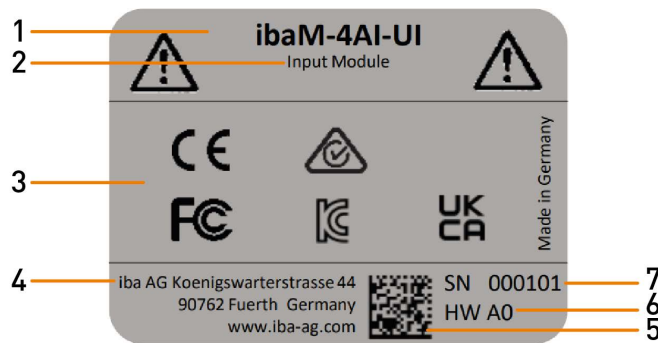 1
ibaM-4AI-UI
2
Input Module
3
CE
FC
KC
UK
CA
Made in Germany
4
iba AG Koenigswarterstrasse 44
90762 Fuerth Germany
www.iba-ag.com
SN 000101
HW A0
7
6
5